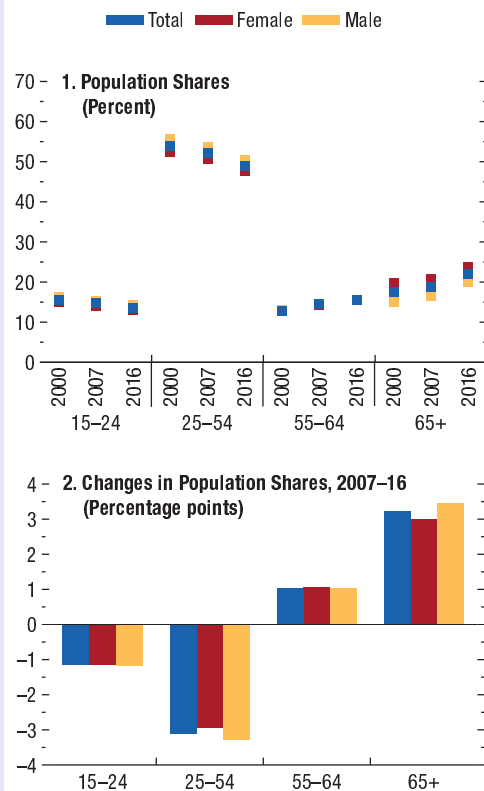 Total Female Male
1. Population Shares
(Percent)
70
60
50
40
30
20
10
0
2000 2007 2016 2000 2007 2016 2000 2007 2016 2000 2007 2016
15–24 25–54 55–64 65+
2. Changes in Population Shares, 2007–16
(Percentage points)
4
3
2
1
0
–1
–2
–3
–4
15–24 25–54 55–64 65+